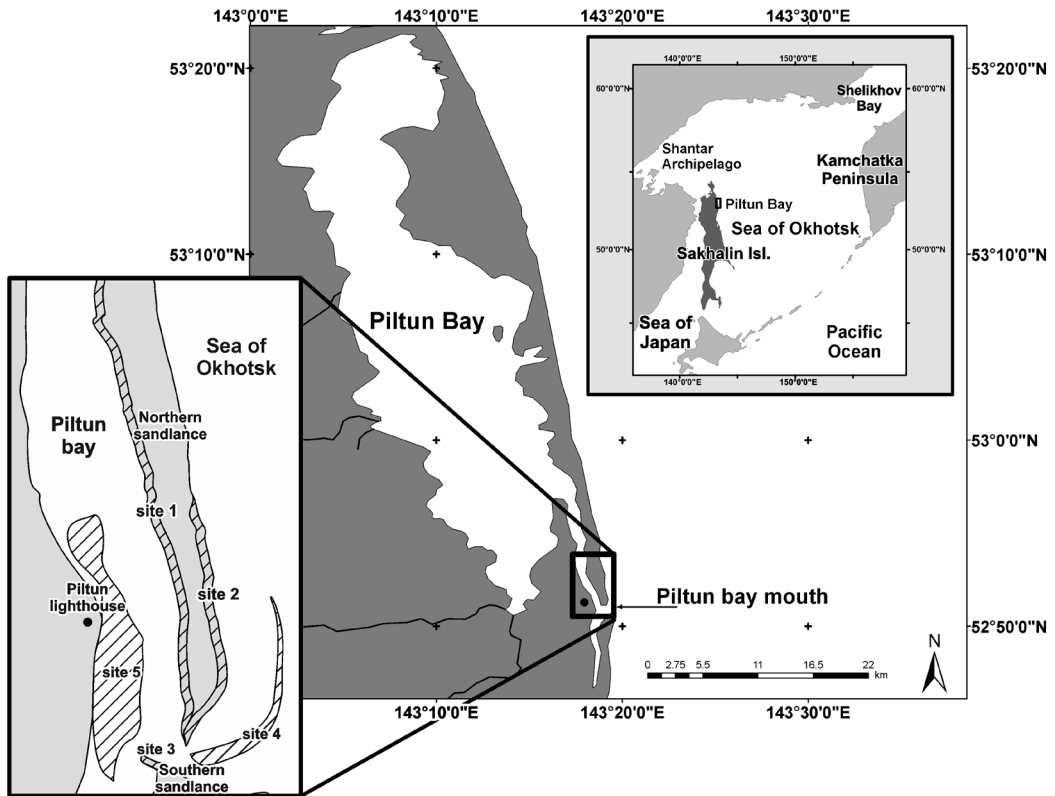 143°0'0"E
143°10'0"E
143°20'0"E
143°30'0"E
53°20'0"N
53°20'0"N
140°0'0"E
150°0'0"E
60°0'0"N
60°0'0"N
Shelikhov
Bay
Shantar
Archipelago
Kamchatka
Peninsula
Piltun Bay
Sea of Okhotsk
50°0'0"N
50°0'0"N
Sakhalin Isl.
Sea of
Japan
Pacific
Ocean
140°0'0"E
150°0'0"E
53°10'0"N
53°10'0"N
Piltun Bay
Sea of
Okhotsk
Piltun
bay
Northern
sandlance
53°0'0"N
site 1
Piltun
lighthouse
site 2
Piltun bay mouth
52°50'0"N
site 5
site 4
site 3
Southern
sandlance
N
0 2.75 5.5 11 16.5 22
km
143°10'0"E
143°20'0"E
143°30'0"E